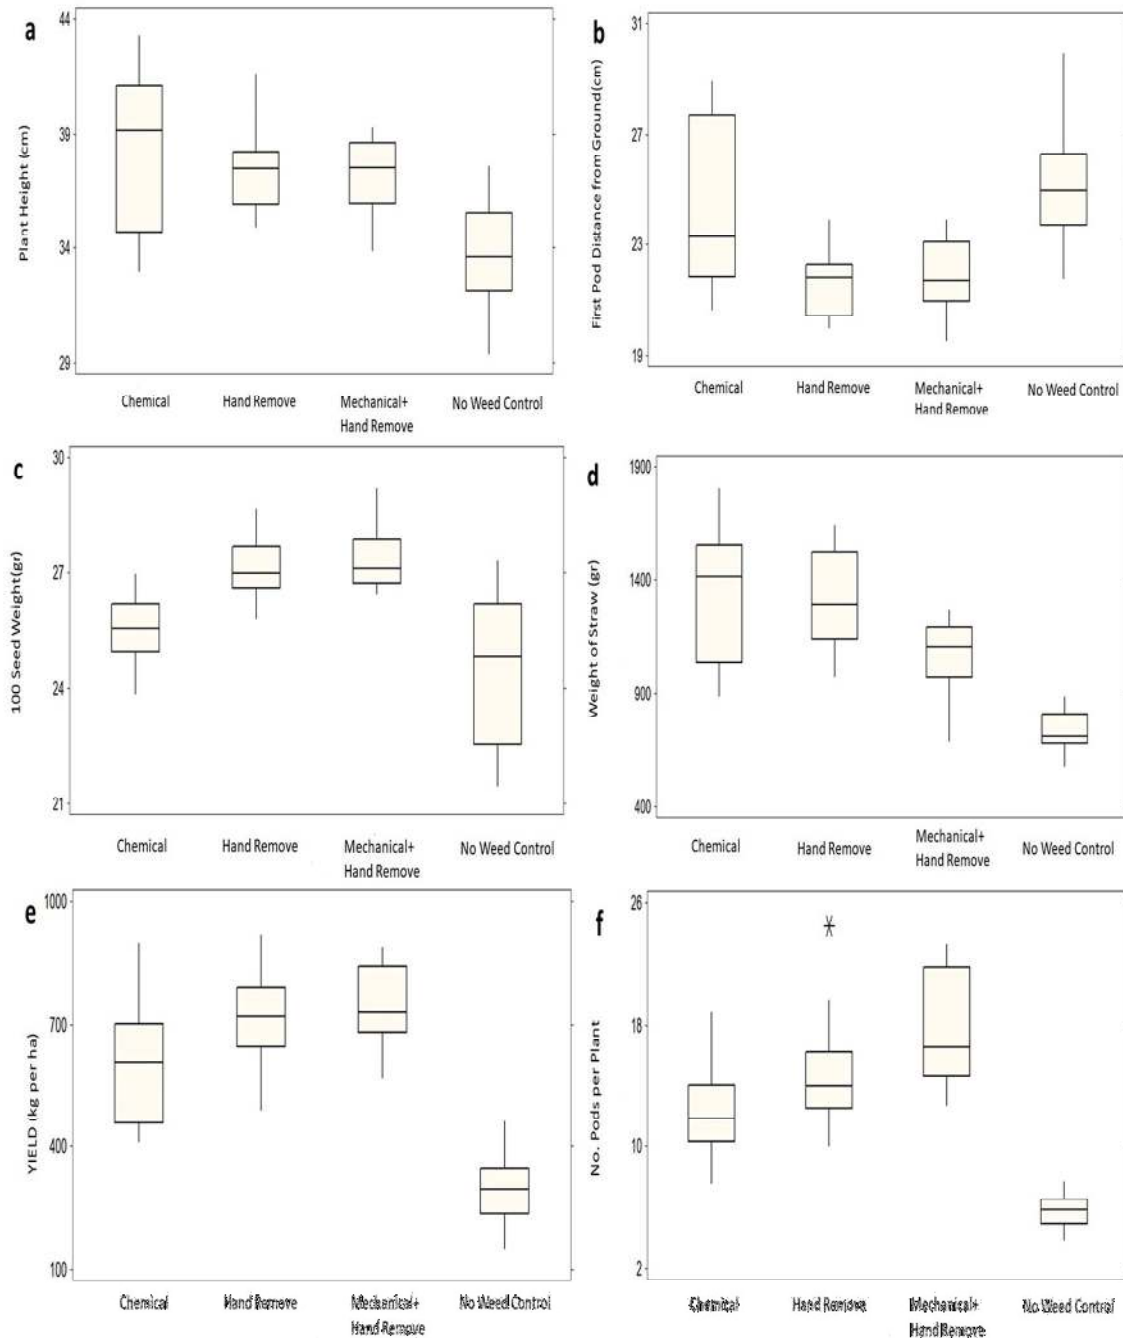 a
44
39
34
29
Plant Height (cm)
Chemical
Hand Remove
Mechanical+
Hand Remove
No Weed Control
b
31
27
23
19
First Pod Distance from Ground(cm)
Chemical
Hand Remove
Mechanical+
Hand Remove
No Weed Control
c
30
27
24
21
100 Seed Weight(gr)
Chemical
Hand Remove
Mechanical+
Hand Remove
No Weed Control
d
1900
1400
900
400
Weight of Straw (gr)
Chemical
Hand Remove
Mechanical+
Hand Remove
No Weed Control
e
1000
700
400
100
YIELD (kg per ha)
Chemical
Hand Remove
Mechanical+
Hand Remove
No Weed Control
f
26
18
10
2
No. Pods per Plant
Chemical
Hand Remove
Mechanical+
Hand Remove
No Weed Control